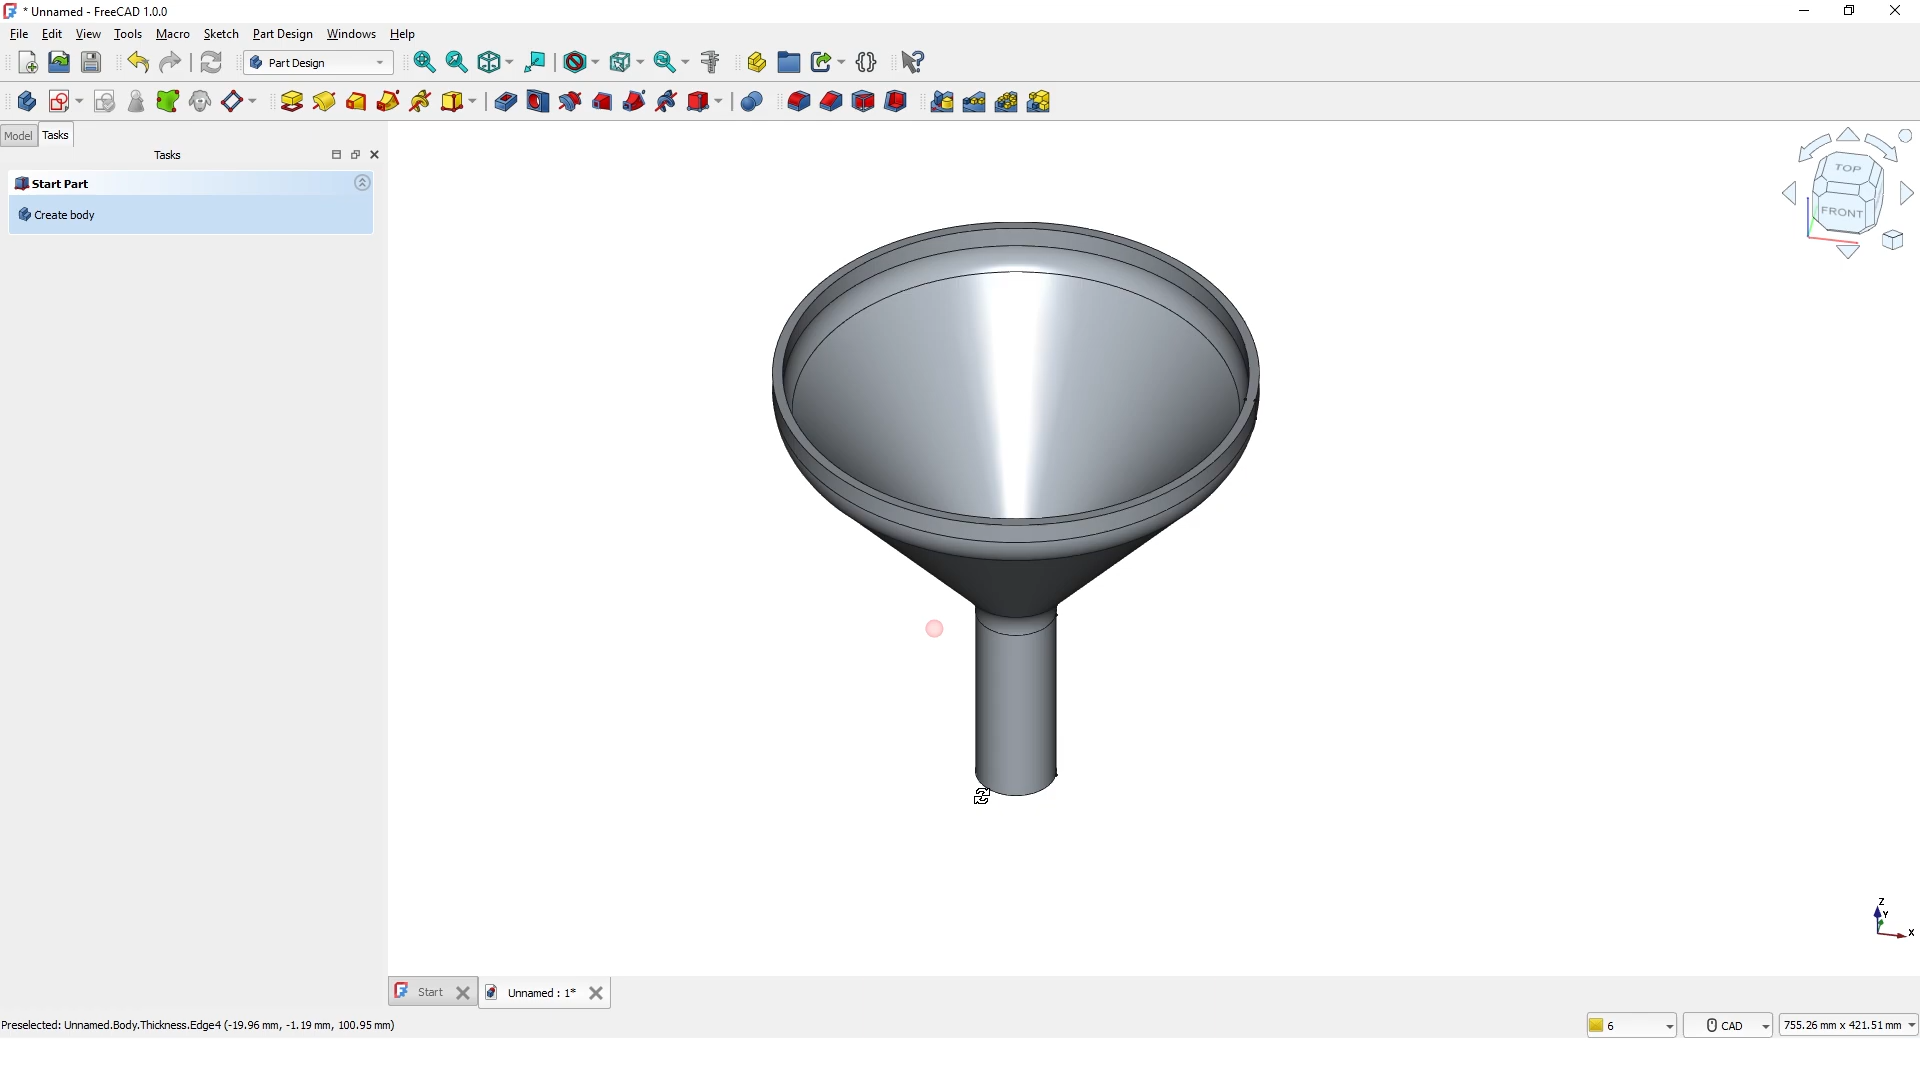 * Unnamed - FreeCAD 1.0.0
File Edit View Tools Macro Sketch Part Design Windows Help
Part Design
Model Tasks
Tasks
Start Part
Create body
TOP
FRONT
Z
Y
X
Start Unnamed : 1*
Preselected: Unnamed.Body.Thickness.Edge4 (-19.96 mm, -1.19 mm, 100.95 mm)
6 CAD 755.26 mm x 421.51 mm